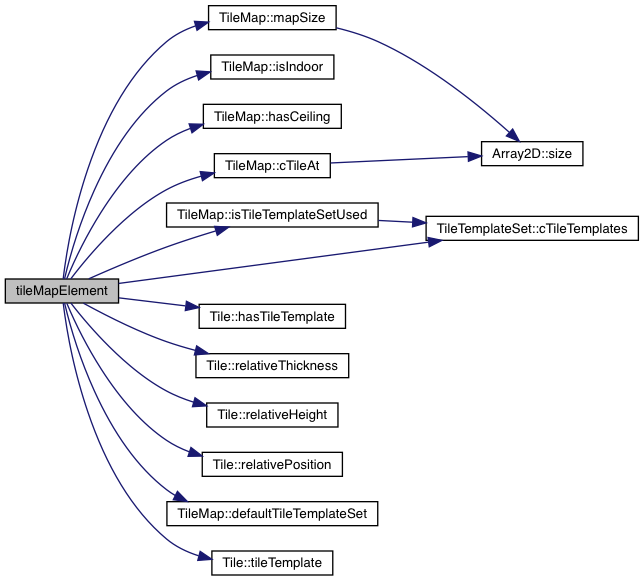 TileMap::mapSize
TileMap::isIndoor
TileMap::hasCeiling
TileMap::cTileAt
Array2D::size
TileMap::isTileTemplateSetUsed
TileTemplateSet::cTileTemplates
tileMapElement
Tile::hasTileTemplate
Tile::relativeThickness
Tile::relativeHeight
Tile::relativePosition
TileMap::defaultTileTemplateSet
Tile::tileTemplate